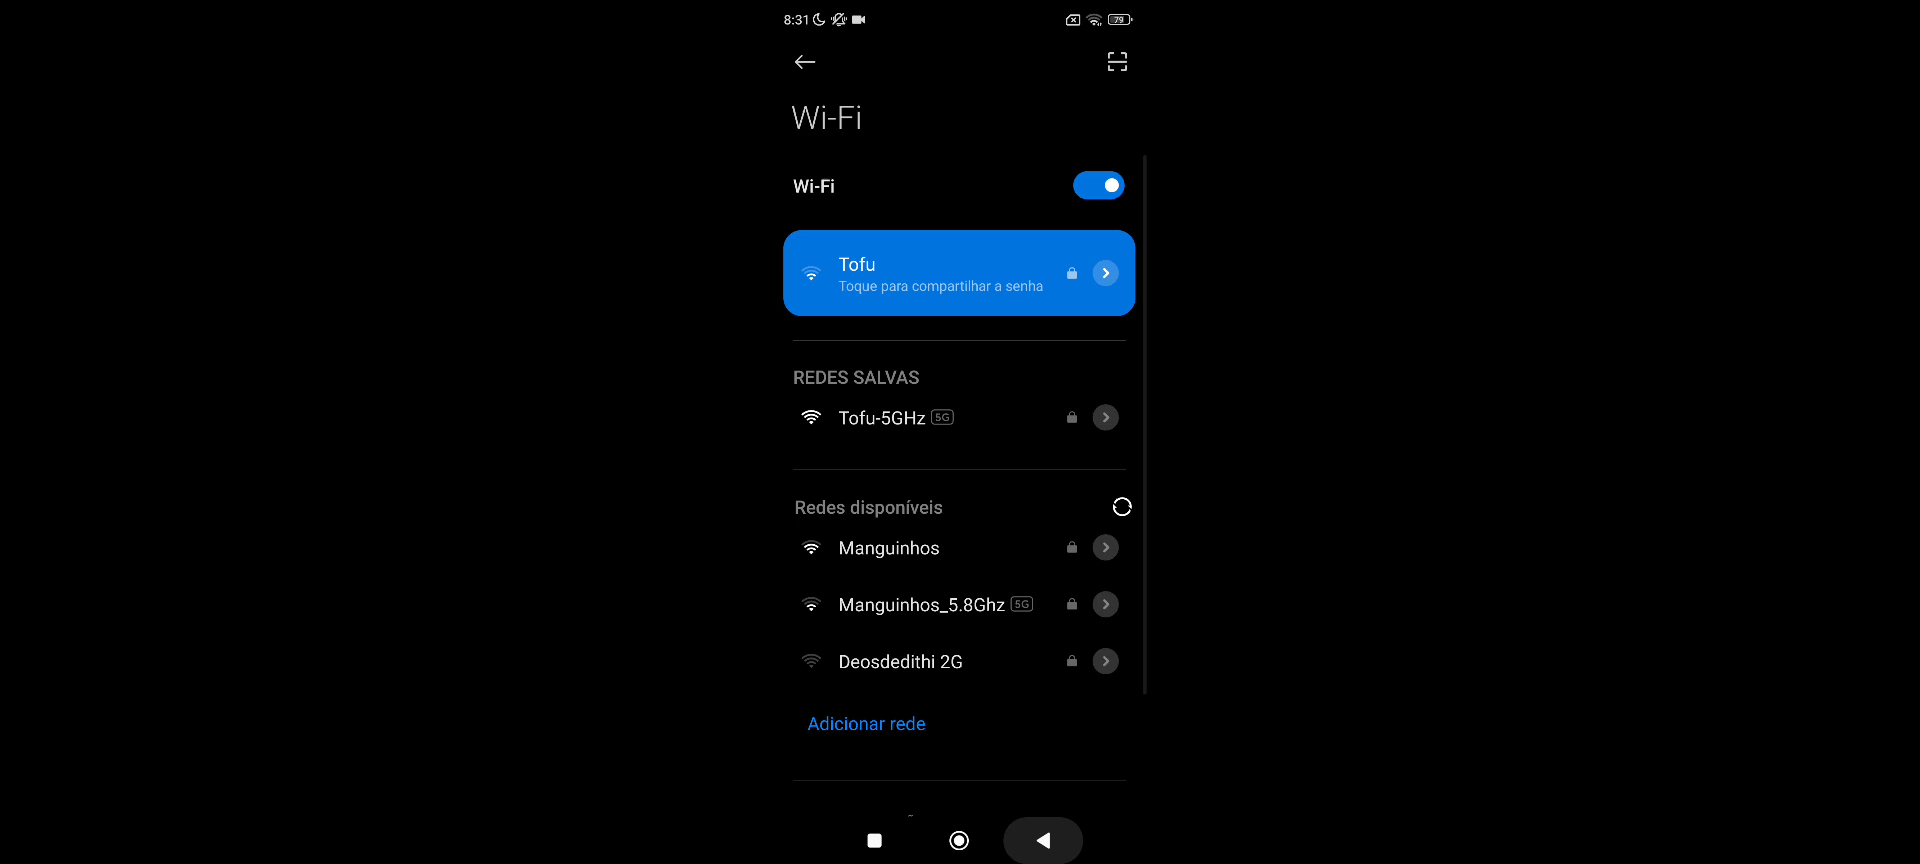 8:31 79
Wi-Fi
Wi-Fi
Tofu
Toque para compartilhar a senha
REDES SALVAS
Tofu-5GHz 5G
Redes disponíveis
Manguinhos
Manguinhos_5.8Ghz 5G
Deosdedithi 2G
Adicionar rede